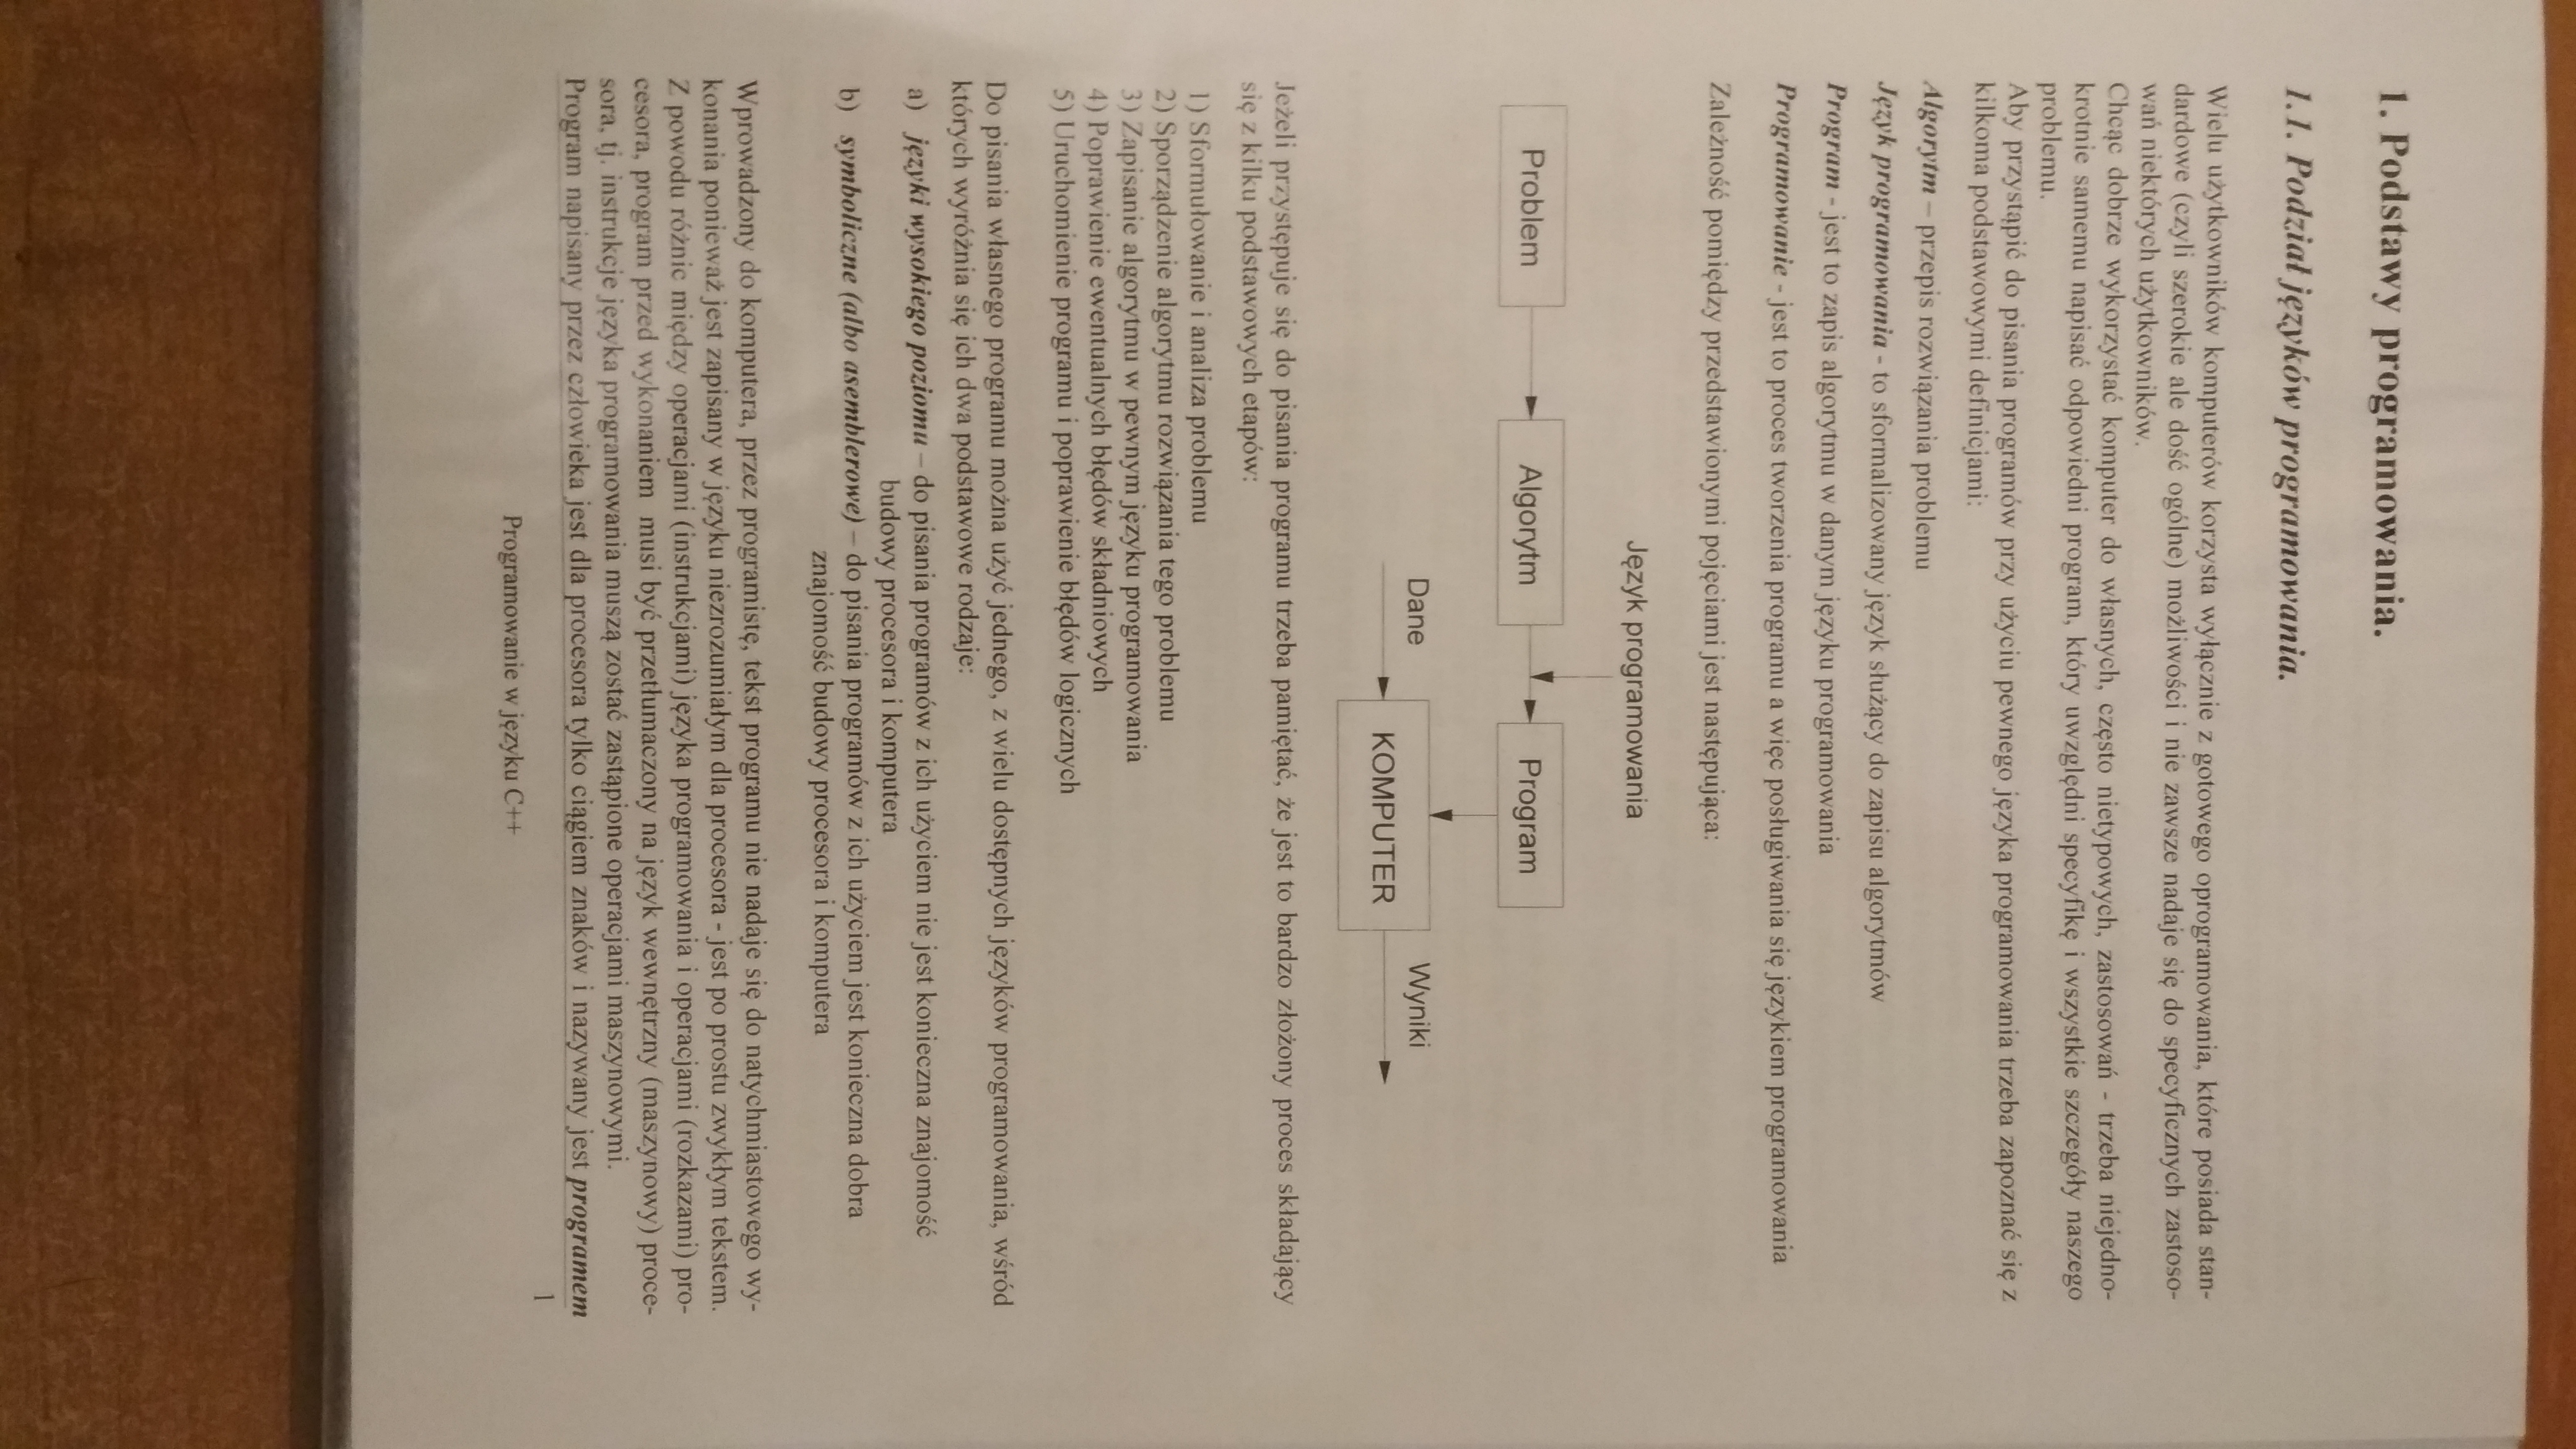 1. Podstawy programowania.
1.1. Podział języków programowania.
Wielu użytkowników komputerów korzysta wyłącznie z gotowego oprogramowania, które posiada stan-
dardowe (czyli szerokie ale dość ogólne) możliwości i nie zawsze nadaje się do specyficznych zastoso-
wań niektórych użytkowników.
Chcąc dobrze wykorzystać komputer do własnych, często nietypowych, zastosowań - trzeba niejedno-
krotnie samemu napisać odpowiedni program, który uwzględni specyfikę i wszystkie szczegóły naszego
problemu.
Aby przystąpić do pisania programów przy użyciu pewnego języka programowania trzeba zapoznać się z
kilkoma podstawowymi definicjami:
Algorytm – przepis rozwiązania problemu
Język programowania - to sformalizowany język służący do zapisu algorytmów
Program - jest to zapis algorytmu w danym języku programowania
Programowanie - jest to proces tworzenia programu a więc posługiwania się językiem programowania
Zależność pomiędzy przedstawionymi pojęciami jest następująca:
Język programowania
Problem Algorytm Program
Dane KOMPUTER Wyniki
Jeżeli przystępuje się do pisania programu trzeba pamiętać, że jest to bardzo złożony proces składający
się z kilku podstawowych etapów:
1) Sformułowanie i analiza problemu
2) Sporządzenie algorytmu rozwiązania tego problemu
3) Zapisanie algorytmu w pewnym języku programowania
4) Poprawienie ewentualnych błędów składniowych
5) Uruchomienie programu i poprawienie błędów logicznych
Do pisania własnego programu można użyć jednego, z wielu dostępnych języków programowania, wśród
których wyróżnia się ich dwa podstawowe rodzaje:
a) języki wysokiego poziomu – do pisania programów z ich użyciem nie jest konieczna znajomość
budowy procesora i komputera
b) symboliczne (albo asemblerowe) – do pisania programów z ich użyciem jest konieczna dobra
znajomość budowy procesora i komputera
Wprowadzony do komputera, przez programistę, tekst programu nie nadaje się do natychmiastowego wy-
konania ponieważ jest zapisany w języku niezrozumiałym dla procesora - jest po prostu zwykłym tekstem.
Z powodu różnic między operacjami (instrukcjami) języka programowania i operacjami (rozkazami) pro-
cesora, program przed wykonaniem musi być przetłumaczony na język wewnętrzny (maszynowy) proce-
sora, tj. instrukcje języka programowania muszą zostać zastąpione operacjami maszynowymi.
Program napisany przez człowieka jest dla procesora tylko ciągiem znaków i nazywany jest programem
1
Programowanie w języku C++